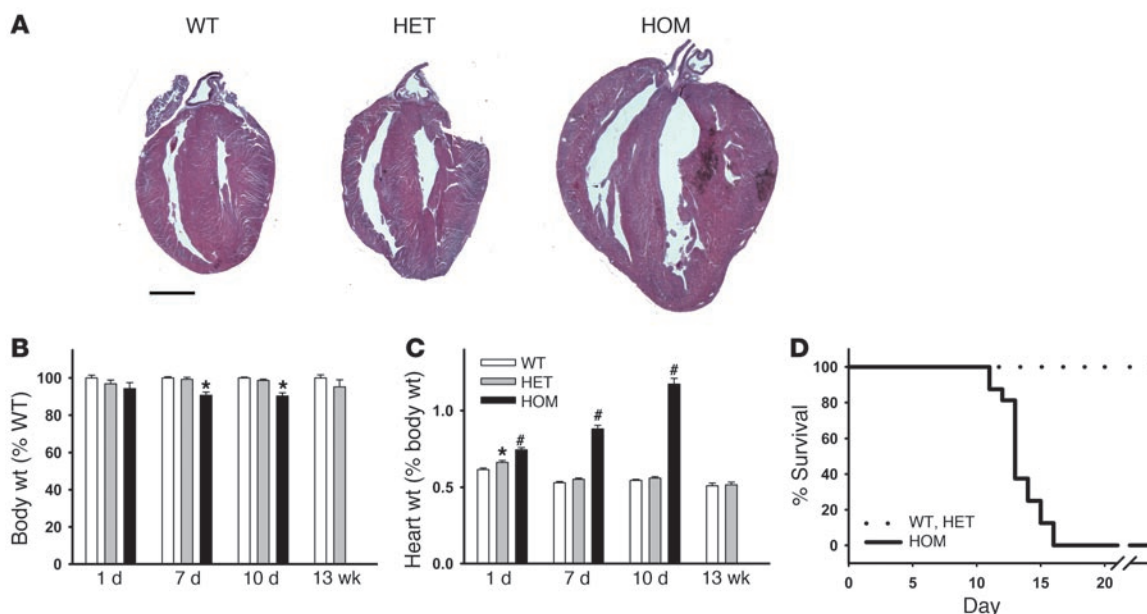 A
WT
HET
HOM
B
Body wt (% WT)
100
80
60
40
20
0
*
*
1 d
7 d
10 d
13 wk
C
Heart wt (% body wt)
1.0
0.5
0.0
WT
HET
HOM
*
#
#
#
1 d
7 d
10 d
13 wk
D
% Survival
100
80
60
40
20
0
WT, HET
HOM
0
10
15
20
Day